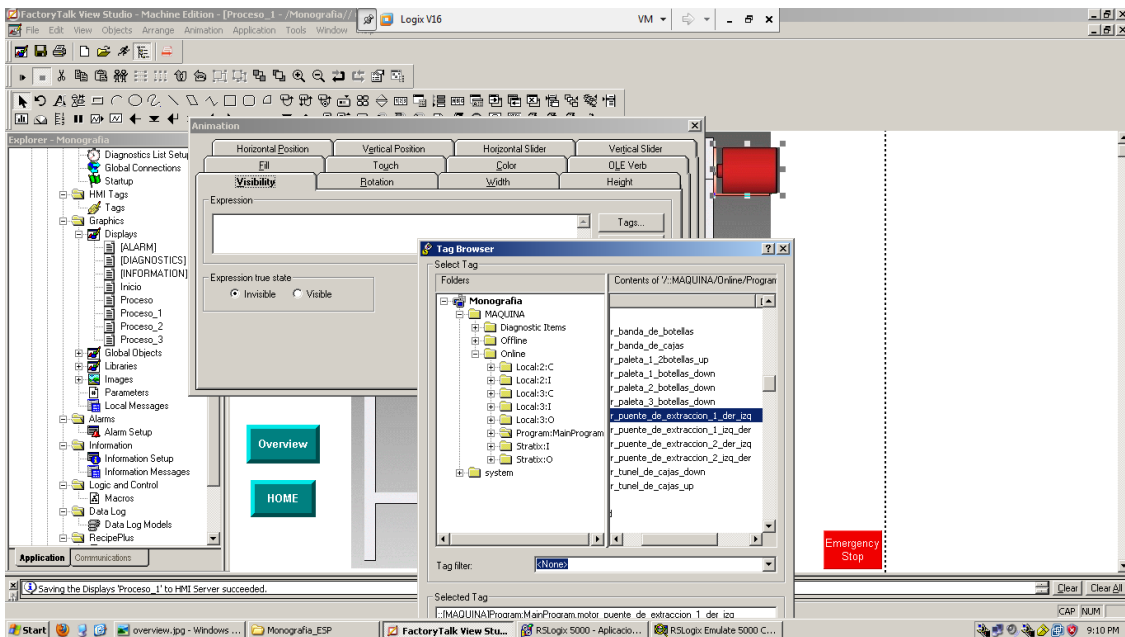 FactoryTalk View Studio - Machine Edition - [Proceso_1 - /Monografia//
Logix V16
VM
File Edit View Objects Arrange Animation Application Tools Window
Explorer - Monografia
Diagnostics List Setu
Global Connections
Startup
HMI Tags
Tags
Graphics
Displays
[ALARM]
[DIAGNOSTICS]
[INFORMATION]
Inicio
Proceso
Proceso_1
Proceso_2
Proceso_3
Global Objects
Libraries
Images
Parameters
Local Messages
Alarms
Alarm Setup
Information
Information Setup
Information Messages
Logic and Control
Macros
Data Log
Data Log Models
RecipePlus
Application
Communications
Animation
Horizontal Position
Vertical Position
Horizontal Slider
Vertical Slider
Fill
Touch
Color
OLE Verb
Visibility
Rotation
Width
Height
Expression
Tags...
Expression true state
Invisible
Visible
Overview
HOME
Tag Browser
Select Tag
Folders
Contents of '/::MAQUINA/Online/Program
Monografia
MAQUINA
Diagnostic Items
Offline
Online
Local:2:C
Local:2:I
Local:3:C
Local:3:I
Local:3:O
Program:MainProgram
Stratix:I
Stratix:O
system
r_banda_de_botellas
r_banda_de_cajas
r_paleta_1_2botellas_up
r_paleta_1_botellas_down
r_paleta_2_botellas_down
r_paleta_3_botellas_down
r_puente_de_extraccion_1_der_izq
r_puente_de_extraccion_1_izq_der
r_puente_de_extraccion_2_der_izq
r_puente_de_extraccion_2_izq_der
r_tunel_de_cajas_down
r_tunel_de_cajas_up
Tag filter:
<None>
Selected Tag
::[MAQUINA]Program:MainProgram.motor_puente_de_extraccion_1_der_izq
Emergency
Stop
Saving the Displays 'Proceso_1' to HMI Server succeeded.
Clear
Clear All
CAP NUM
Start
overview.jpg - Windows ...
Monografia_ESP
FactoryTalk View Stu...
RSLogix 5000 - Aplicacio...
RSLogix Emulate 5000 C...
9:10 PM